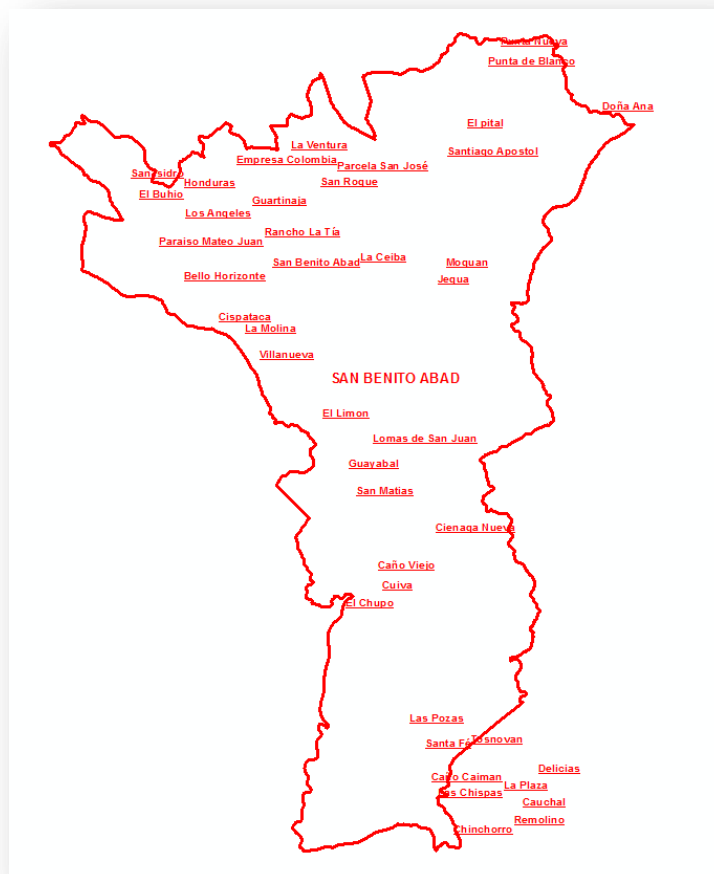 Punta Nueva
Punta de Blanco
Doña Ana
El pital
La Ventura
Santiago Apostol
Empresa Colombia
Parcela San José
San Isidro
Honduras
San Roque
El Buhio
Guartinaja
Los Angeles
Rancho La Tía
Paraiso Mateo Juan
La Ceiba
San Benito Abad
Moquan
Bello Horizonte
Jequa
Cispataca
La Molina
Villanueva
SAN BENITO ABAD
El Limon
Lomas de San Juan
Guayabal
San Matias
Cienaga Nueva
Caño Viejo
Cuiva
El Chupo
Las Pozas
Santa Fé
Tosnovan
Delicias
Caño Caiman
La Plaza
Las Chispas
Cauchal
Remolino
Chinchorro